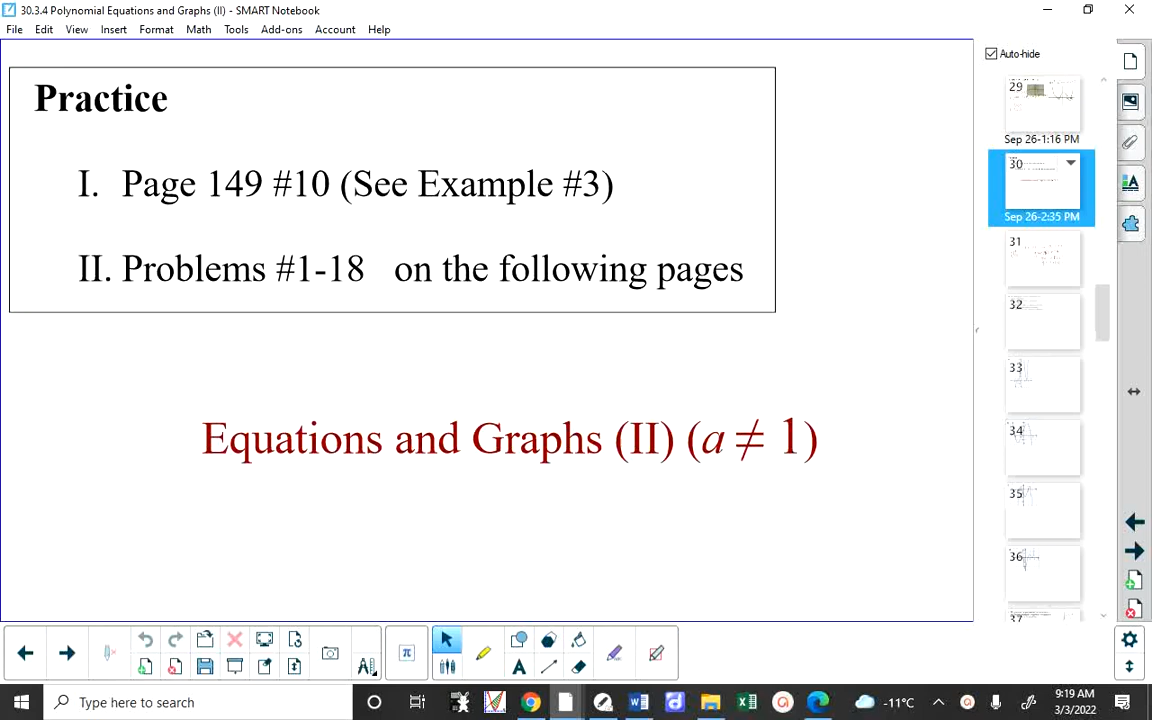 30.3.4 Polynomial Equations and Graphs (II) - SMART Notebook
File Edit View Insert Format Math Tools Add-ons Account Help
Practice
I. Page 149 #10 (See Example #3)
II. Problems #1-18 on the following pages
Equations and Graphs (II) (a ≠ 1)
Auto-hide
29
Sep 26-1:16 PM
30
Sep 26-2:35 PM
31
32
33
34
35
36
37
Type here to search
-11°C
9:19 AM
3/3/2022